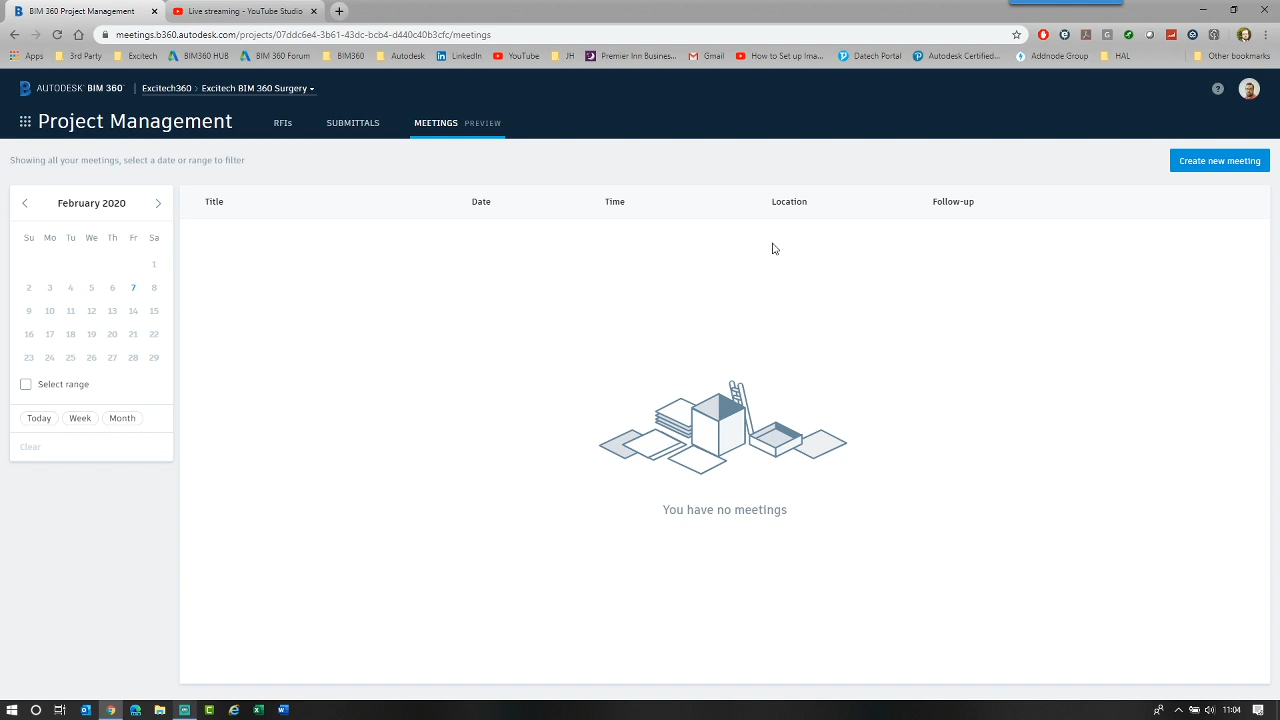 BIM 360 Project Management
Live streaming - YouTube Studio
meetings.b360.autodesk.com/projects/07ddc6e4-3b61-43dc-bcb4-d440c40b3cfc/meetings
Apps 3rd Party Excitech BIM360 HUB BIM 360 Forum BIM360 Autodesk LinkedIn YouTube JH Premier Inn Busines... Gmail How to Set up Ima... Datech Portal Autodesk Certified... Addnode Group HAL Other bookmarks
AUTODESK® BIM 360® Excitech360 > Excitech BIM 360 Surgery
Project Management RFIs SUBMITTALS MEETINGS PREVIEW
Showing all your meetings, select a date or range to filter
Create new meeting
February 2020
Su Mo Tu We Th Fr Sa
1
2 3 4 5 6 7 8
9 10 11 12 13 14 15
16 17 18 19 20 21 22
23 24 25 26 27 28 29
Select range
Today Week Month
Clear
Title Date Time Location Follow-up
You have no meetings
11:04